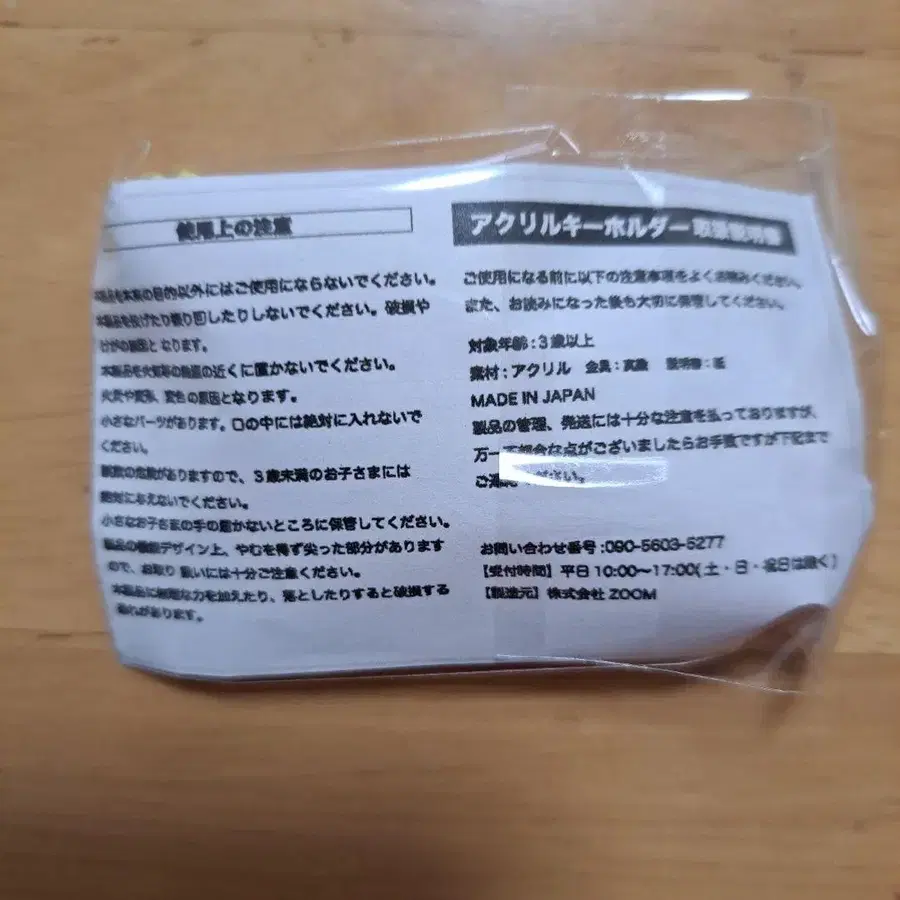 使用上の注意
本製品を本来の目的以外にはご使用にならないでください。
本製品を投げたり振り回したりしないでください。破損や
けがの原因となります。
本製品を火気等の熱源の近くに置かないでください。
火災や変形、変色の原因となります。
小さなパーツがあります。口の中には絶対に入れないで
ください。
の危険がありますので、3歳未満のお子さまには
絶対に与えないでください。
小さなお子さまの手の届かないところに保管してください。
製品の機能デザイン上、やむを得ず尖った部分があります
ので、お取り扱いには十分ご注意ください。
本製品に極端な力を加えたり、落としたりすると破損する
恐れがあります。
アクリルキーホルダー取扱説明書
ご使用になる前に以下の注意事項をよくお読みください。
また、お読みになった後も大切に保管してください。
対象年齢:3歳以上
素材:アクリル 金具:真鍮 説明書:紙
MADE IN JAPAN
製品の管理、発送には十分な注意を払っておりますが、
万一不都合な点がございましたらお手数ですが下記まで
ご連絡ください。
お問い合わせ番号:090-5603-5277
【受付時間】平日10:00〜17:00(土・日・祝日は除く)
【製造元】株式会社ZOOM